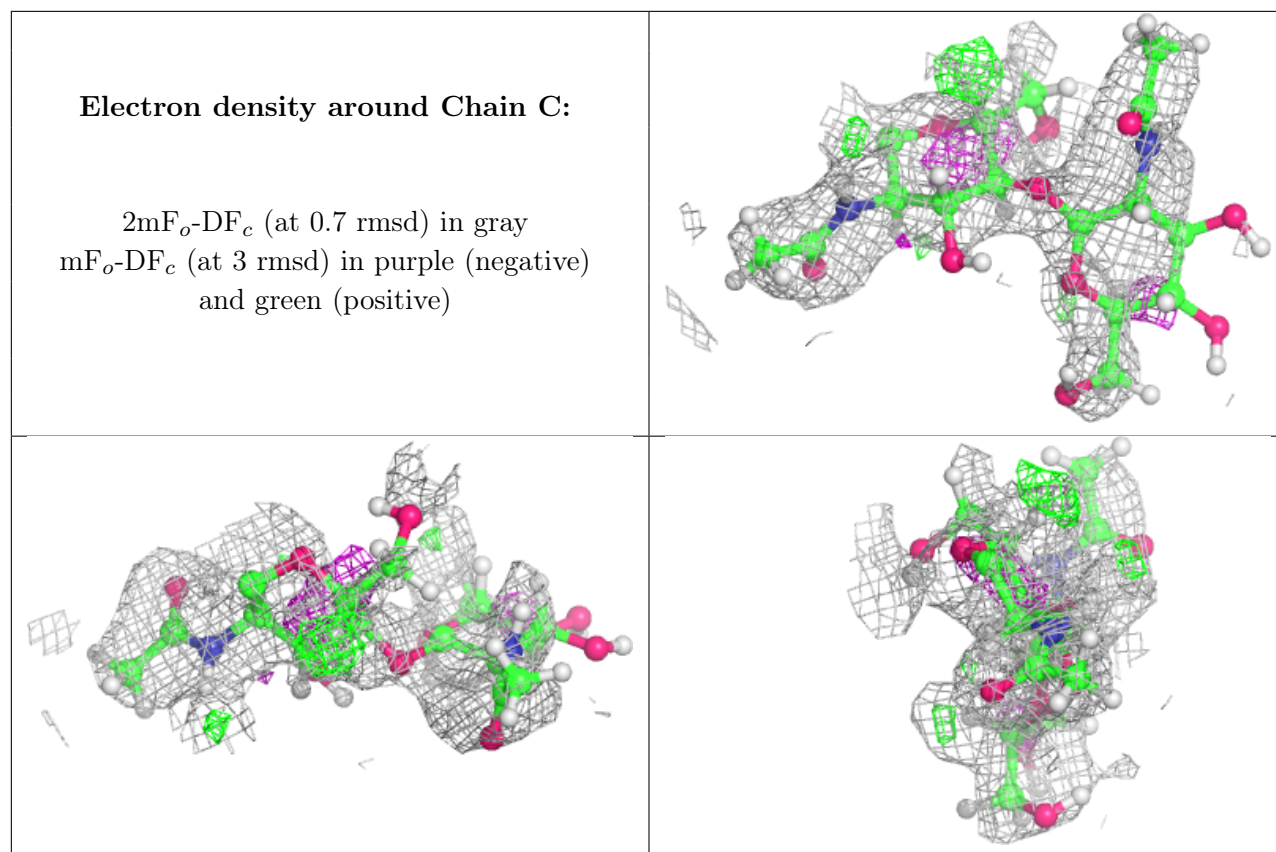 Electron density around Chain C:
2mFo-DFc (at 0.7 rmsd) in gray
mFo-DFc (at 3 rmsd) in purple (negative)
and green (positive)